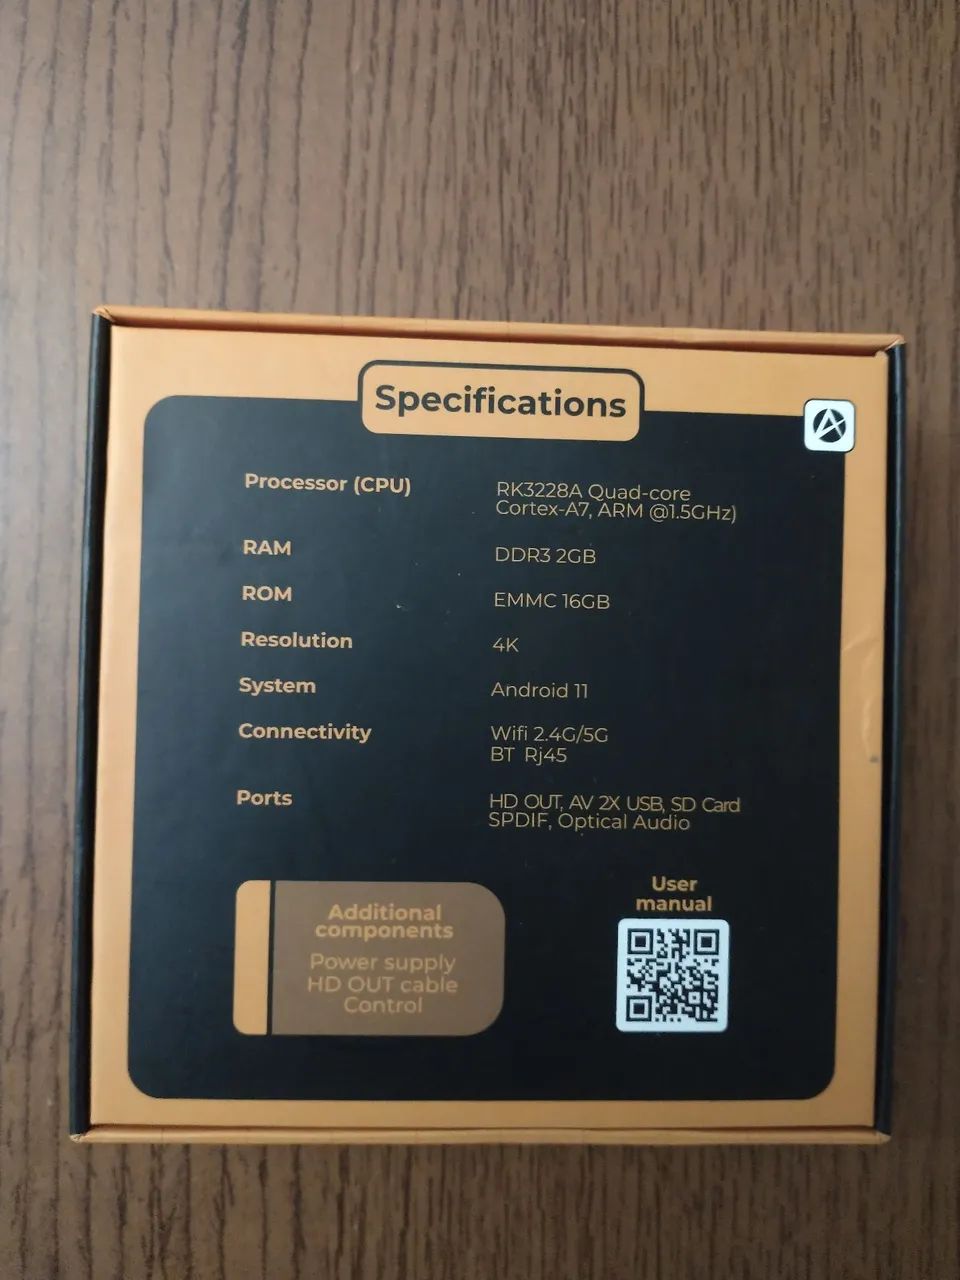 Specifications
Processor (CPU)
RK3228A Quad-core
Cortex-A7, ARM @1.5GHz)
RAM
DDR3 2GB
ROM
EMMC 16GB
Resolution
4K
System
Android 11
Connectivity
Wifi 2.4G/5G
BT Rj45
Ports
HD OUT, AV 2X USB, SD Card
SPDIF, Optical Audio
Additional
components
Power supply
HD OUT cable
Control
User
manual